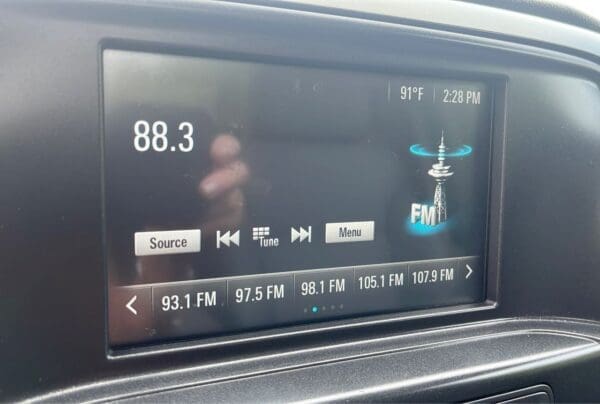 91°F 2:28 PM
88.3
FM
Source Tune Menu
93.1 FM 97.5 FM 98.1 FM 105.1 FM 107.9 FM